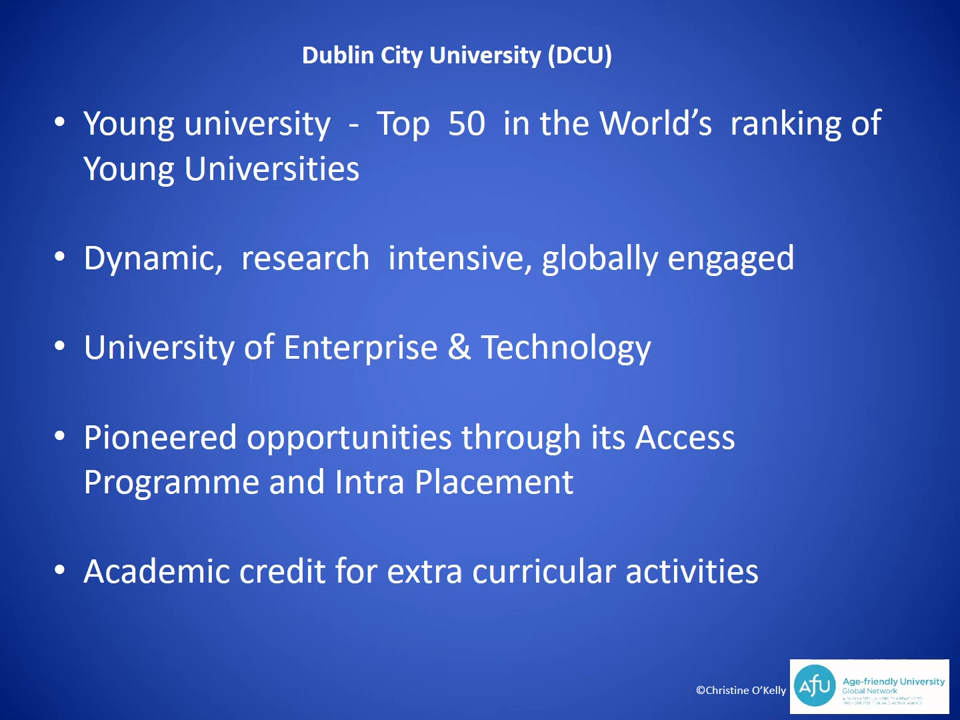 Dublin City University (DCU)
• Young university - Top 50 in the World's ranking of
Young Universities
• Dynamic, research intensive, globally engaged
• University of Enterprise & Technology
• Pioneered opportunities through its Access
Programme and Intra Placement
• Academic credit for extra curricular activities
©Christine O'Kelly
AFU
Age-friendly University
Global Network